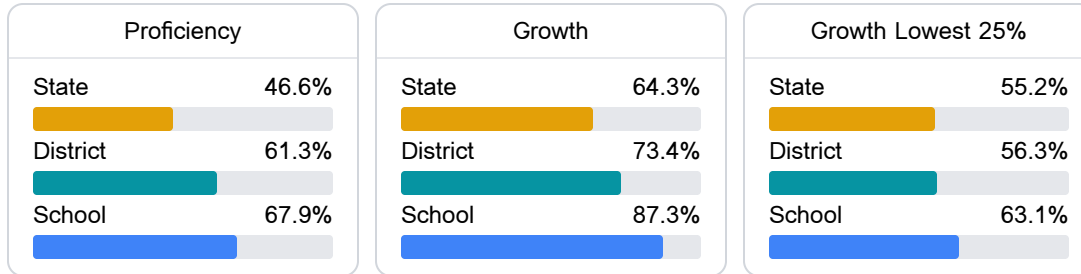 Proficiency
State 46.6%
District 61.3%
School 67.9%
Growth
State 64.3%
District 73.4%
School 87.3%
Growth Lowest 25%
State 55.2%
District 56.3%
School 63.1%